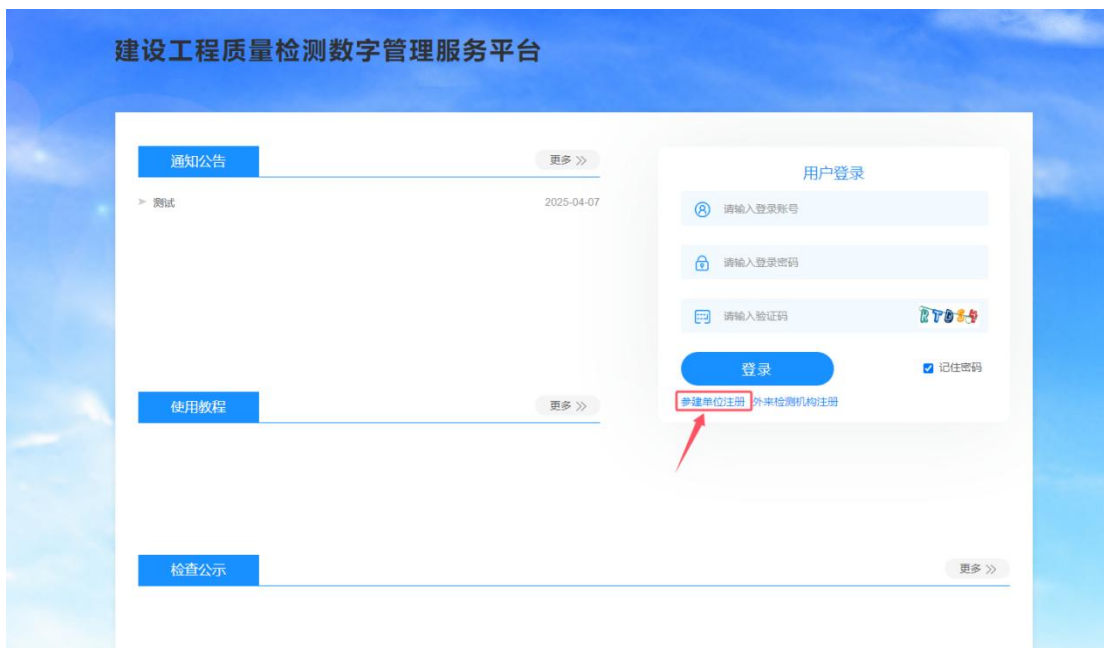 建设工程质量检测数字管理服务平台
通知公告
更多
测试
2025-04-07
用户登录
请输入登录账号
请输入登录密码
请输入验证码
登录
记住密码
参建单位注册
外来检测机构注册
使用教程
更多
检查公示
更多